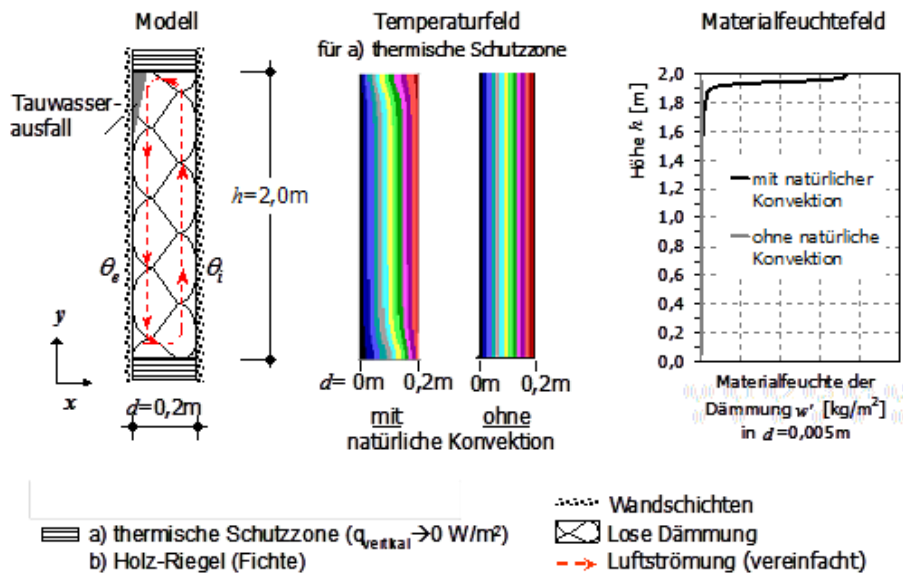 Modell
Temperaturfeld
für a) thermische Schutzzone
Materialfeuchtefeld
Tauwasser-
ausfall
h=2,0m
θe
θi
y
x
d=0,2m
d= 0m 0,2m
0m 0,2m
mit
ohne
natürliche Konvektion
Höhe h [m]
2,0
1,8
1,6
1,4
1,2
1,0
0,8
0,6
0,4
0,2
0,0
mit natürlicher
Konvektion
ohne natürliche
Konvektion
Materialfeuchte der
Dämmung w' [kg/m²]
in d=0,005m
a) thermische Schutzzone (qvertikal→0 W/m²)
b) Holz-Riegel (Fichte)
Wandschichten
Lose Dämmung
Luftströmung (vereinfacht)